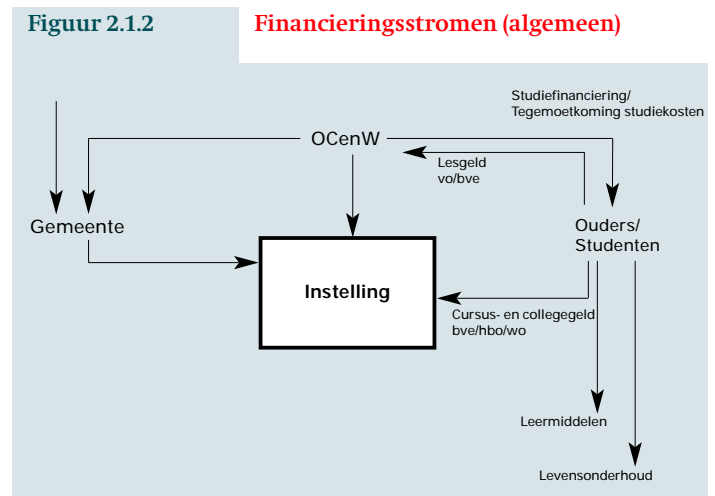 Figuur 2.1.2
Financieringsstromen (algemeen)
Studiefinanciering/
Tegemoetkoming studiekosten
OCenW
Lesgeld
vo/bve
Gemeente
Ouders/
Studenten
Instelling
Cursus- en collegegeld
bve/hbo/wo
Leermiddelen
Levensonderhoud